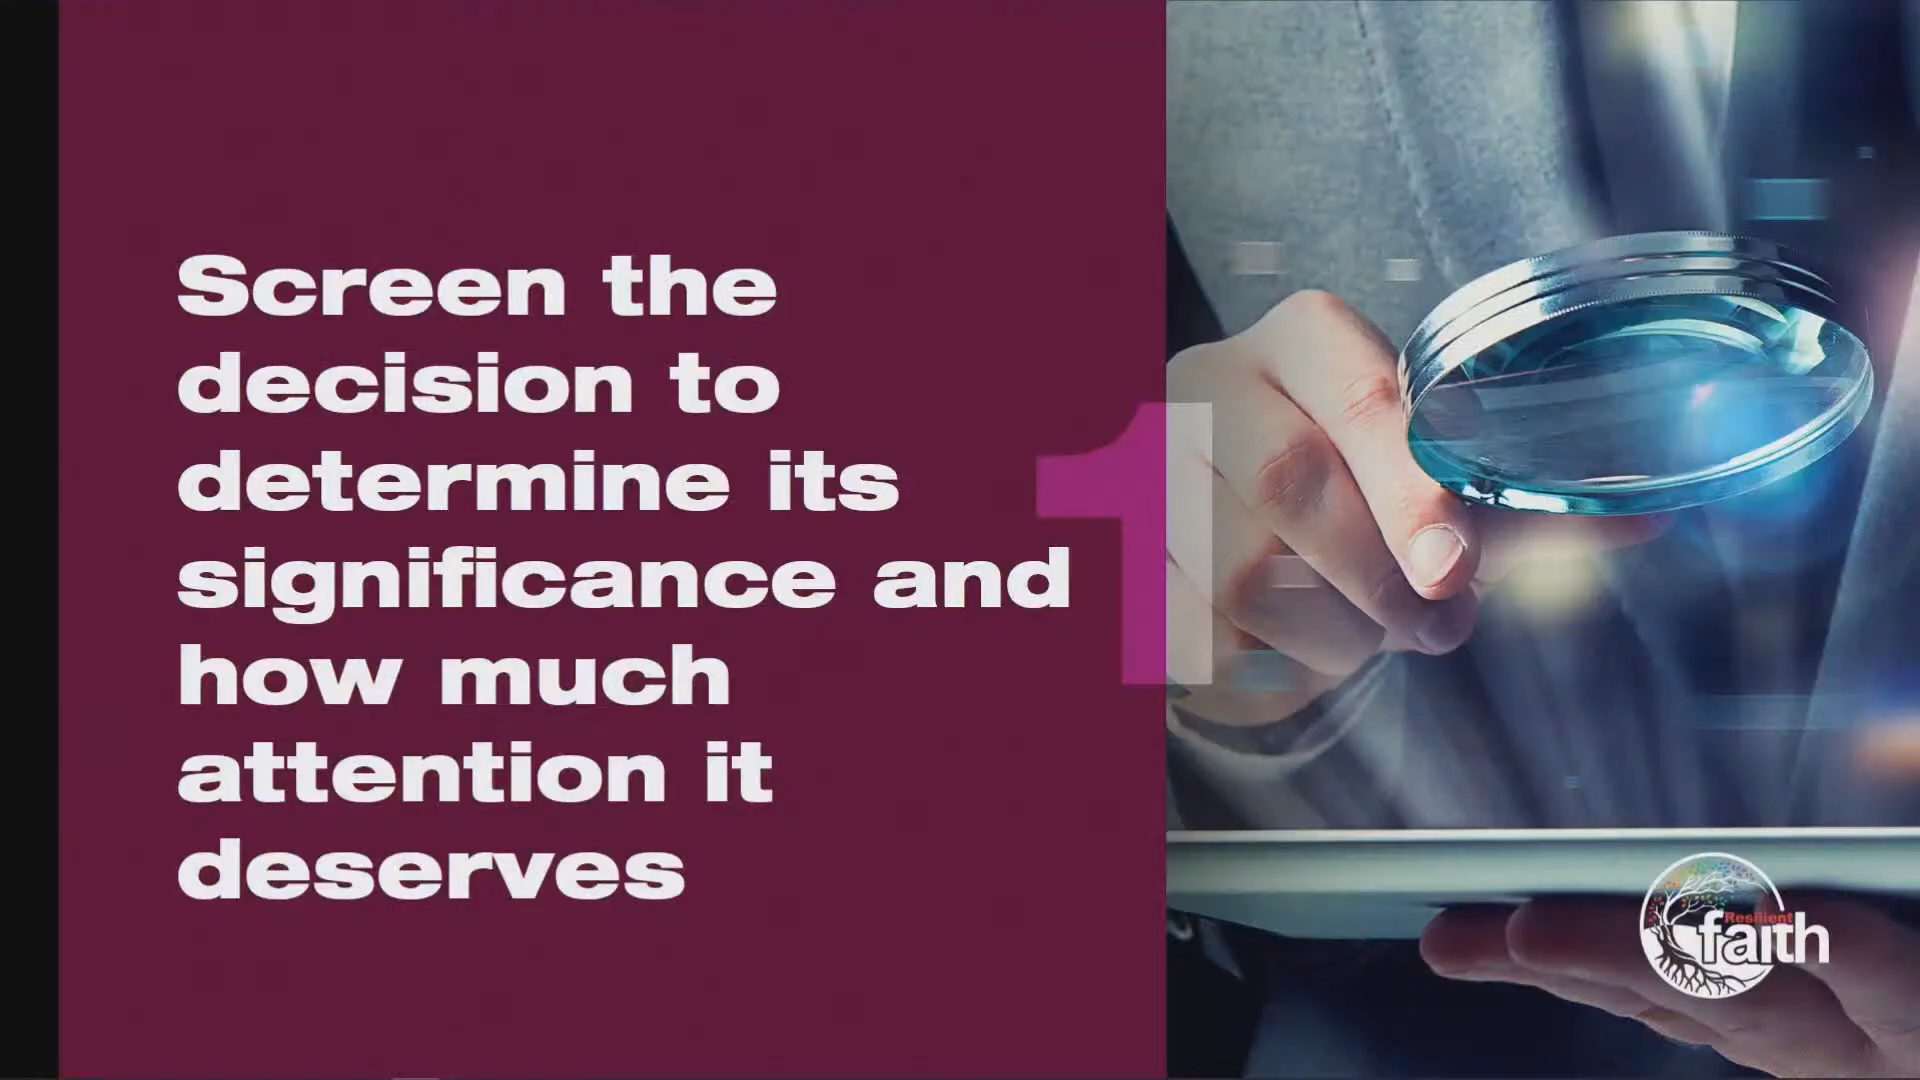 Screen the
decision to
determine its
significance and
how much
attention it
deserves
1
Resilient
faith